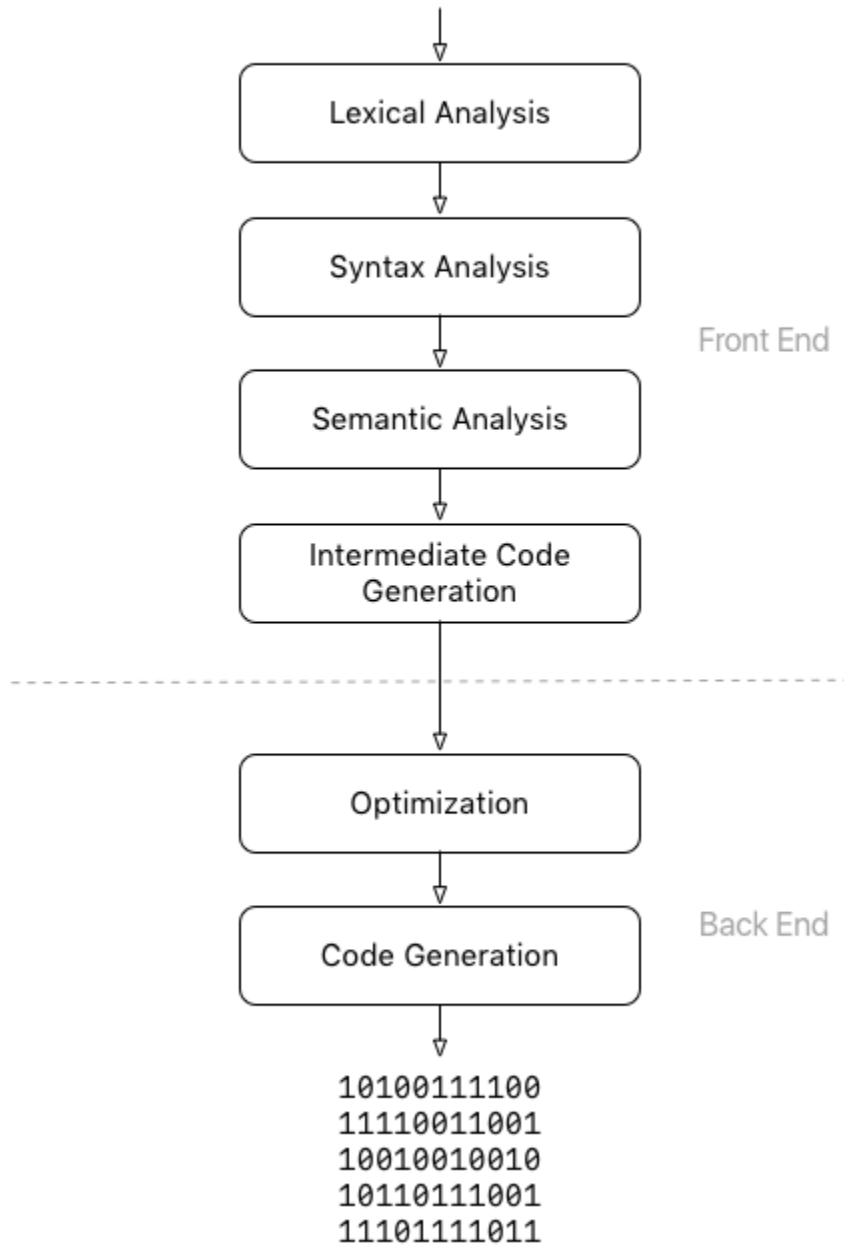 Lexical Analysis
Syntax Analysis
Front End
Semantic Analysis
Intermediate Code
Generation
Optimization
Back End
Code Generation
10100111100
11110011001
10010010010
10110111001
11101111011